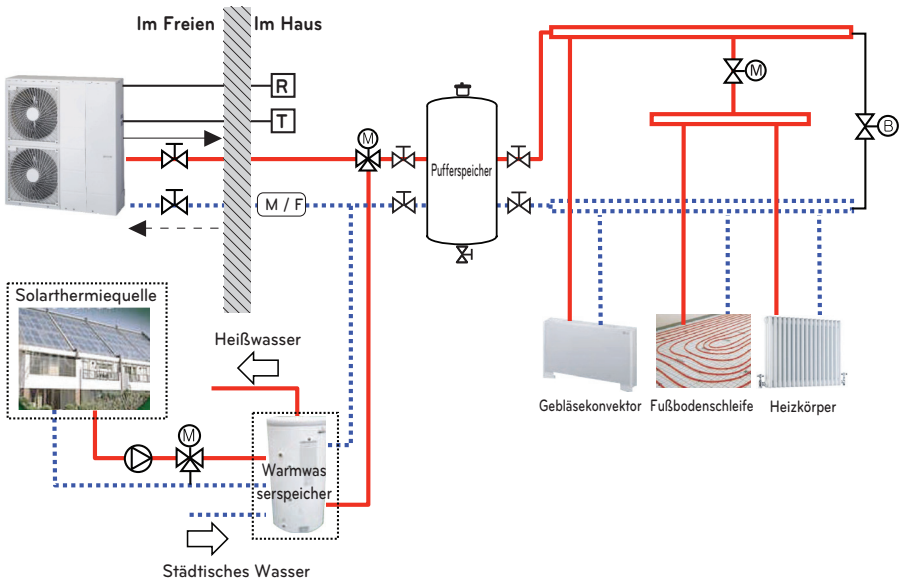 Im Freien
Im Haus
R
T
M
M
B
Pufferspeicher
M / F
Solarthermiequelle
Heißwasser
Gebläsekonvektor
Fußbodenschleife
Heizkörper
M
Warmwas
serspeicher
Städtisches Wasser